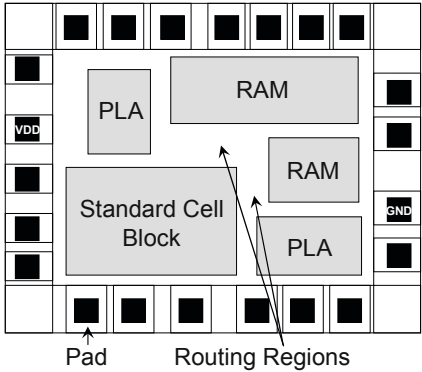 RAM
PLA
VDD
RAM
Standard Cell
Block
GND
PLA
Pad
Routing Regions